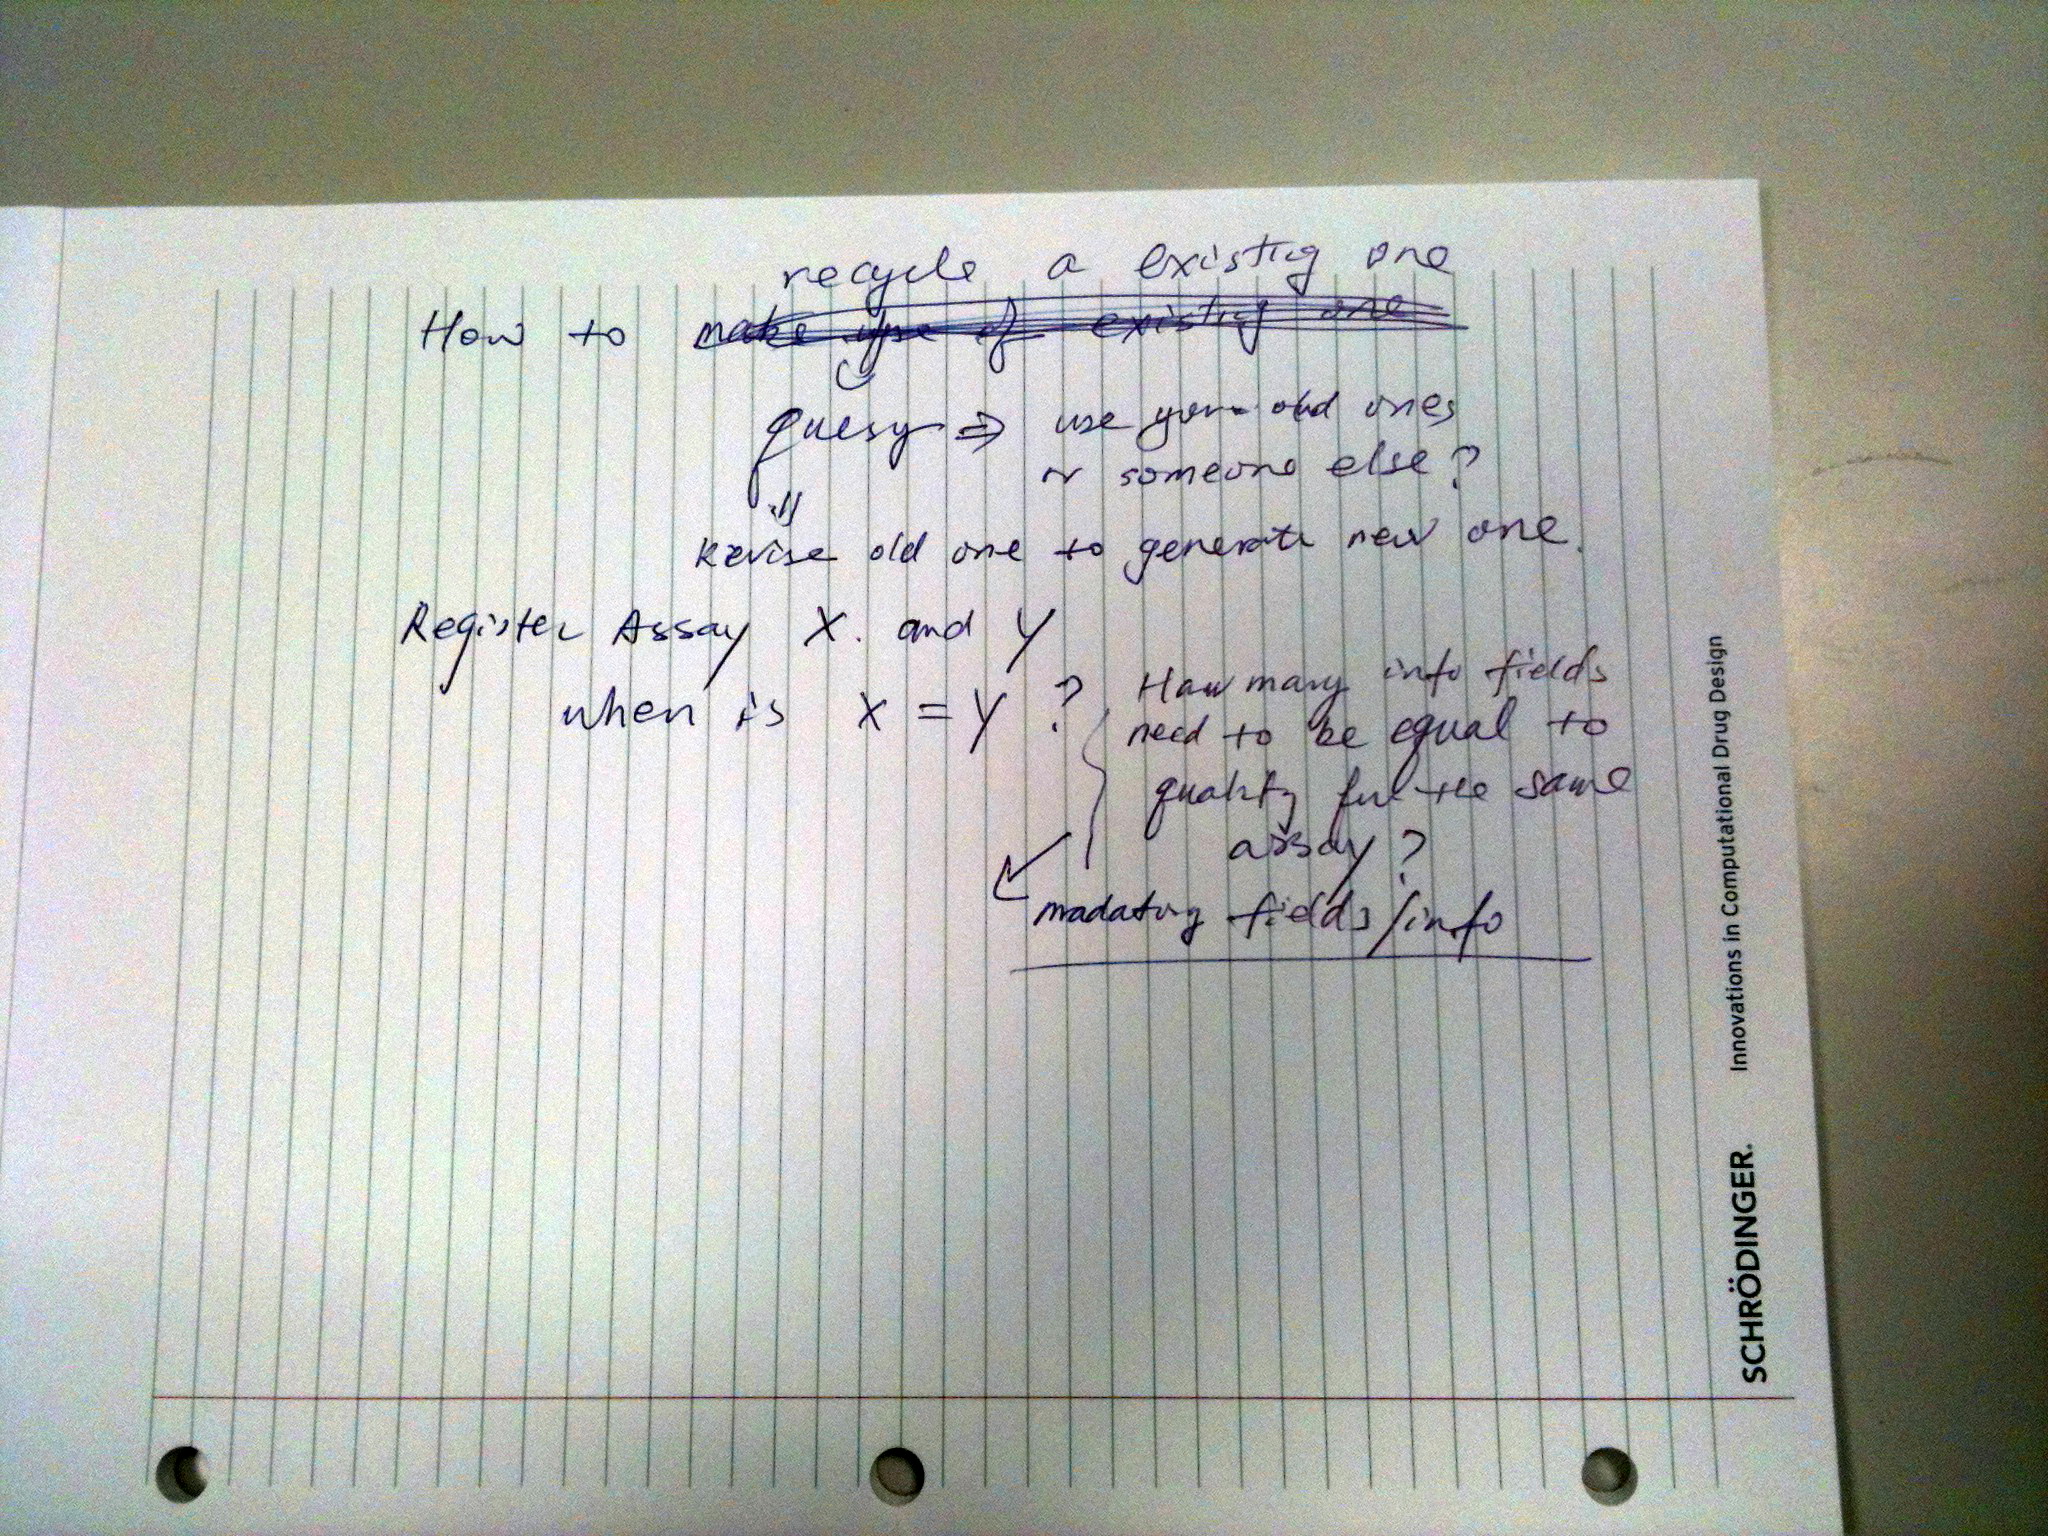 recycle a existing one
How to make use of existing one
query ⇒ use your old ones
or someone else?
⇓
Revise old one to generate new one.
Register Assay X. and Y
when is X = Y ?
How many info fields
need to be equal to
quality for the same
assay?
madatory fields/info
Innovations in Computational Drug Design
SCHRÖDINGER.